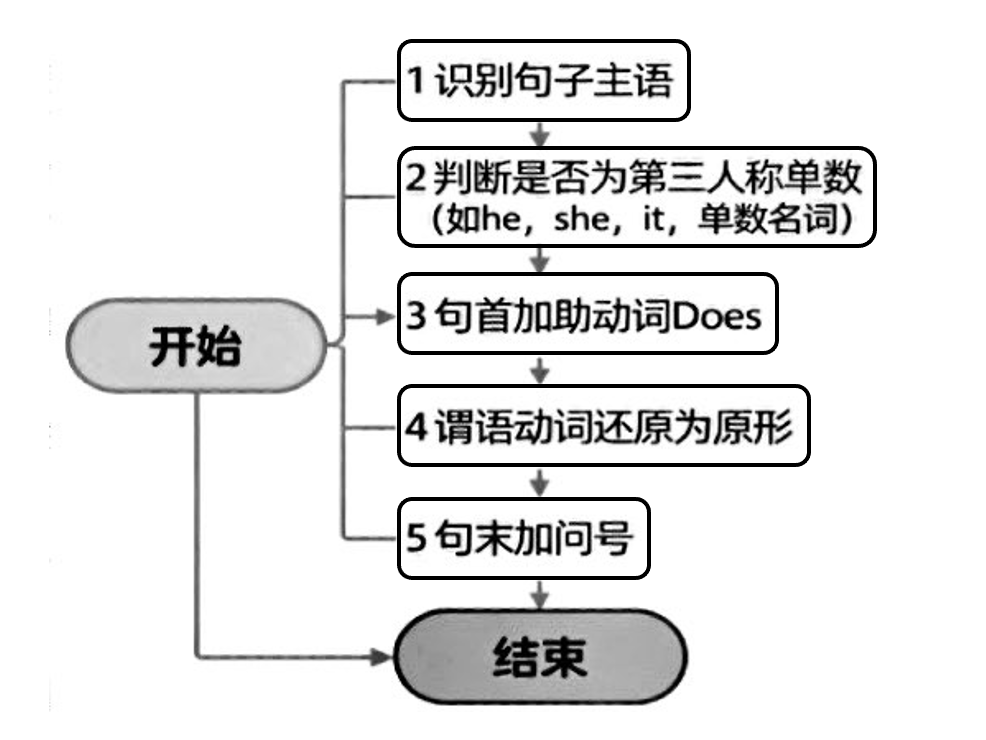 1 识别句子主语
2 判断是否为第三人称单数
（如he，she，it，单数名词）
3 句首加助动词Does
开始
4 谓语动词还原为原形
5 句末加问号
结束